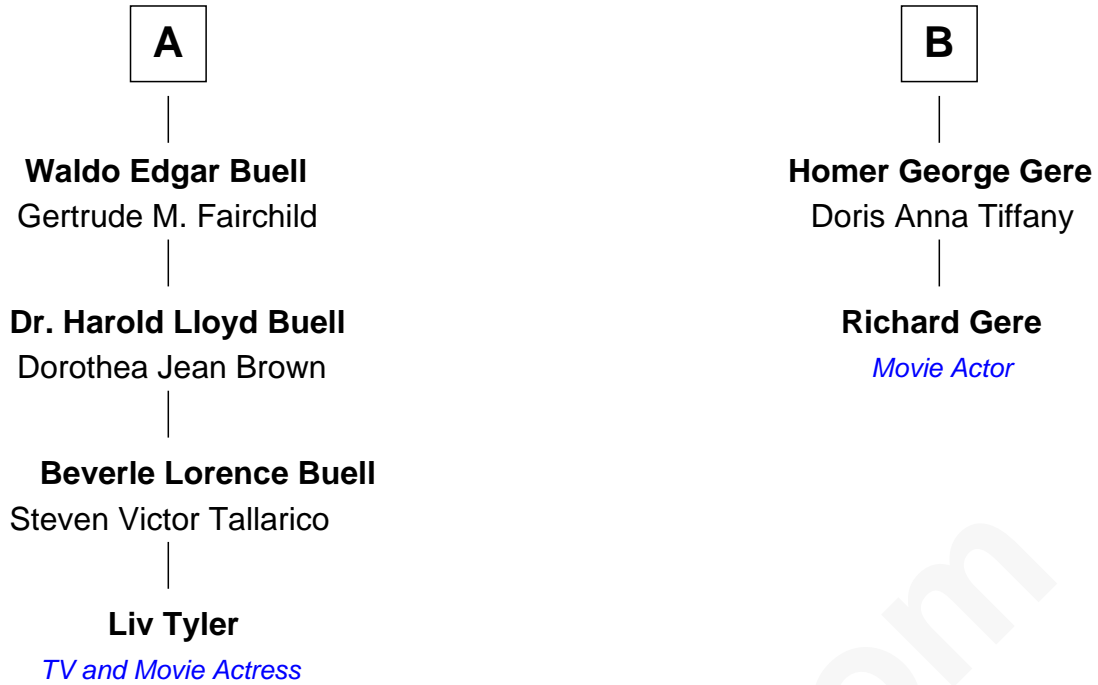 A
Waldo Edgar Buell
Gertrude M. Fairchild
Dr. Harold Lloyd Buell
Dorothea Jean Brown
Beverle Lorence Buell
Steven Victor Tallarico
Liv Tyler
TV and Movie Actress
B
Homer George Gere
Doris Anna Tiffany
Richard Gere
Movie Actor
om